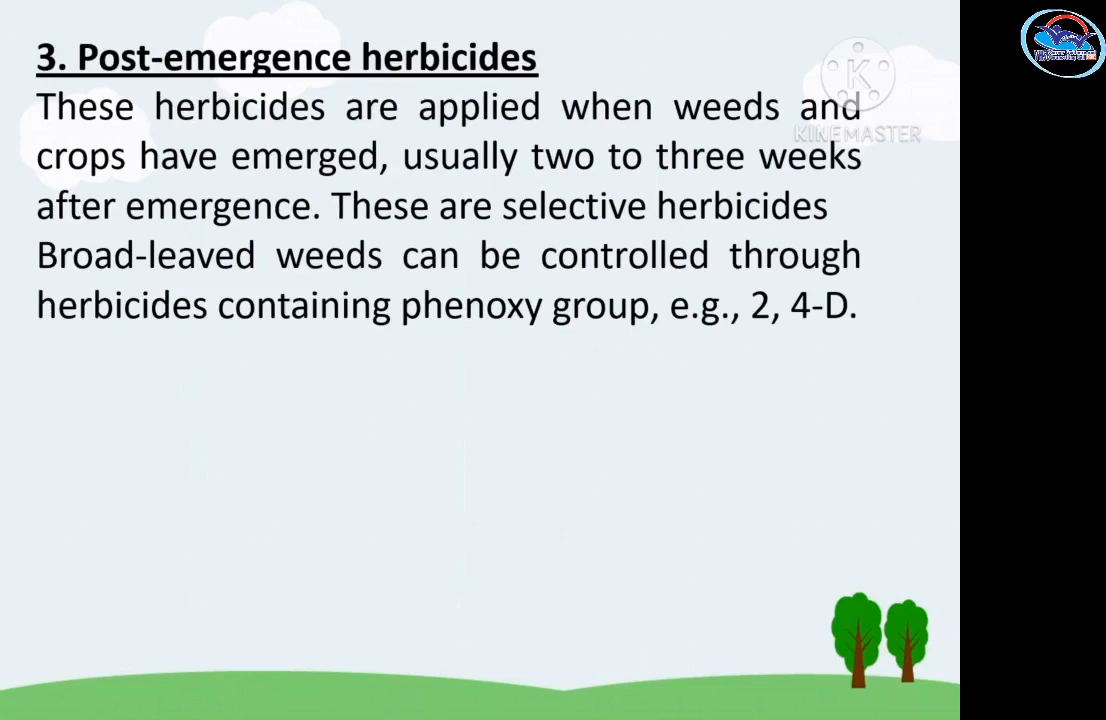 3. Post-emergence herbicides
These herbicides are applied when weeds and
crops have emerged, usually two to three weeks
after emergence. These are selective herbicides
Broad-leaved weeds can be controlled through
herbicides containing phenoxy group, e.g., 2, 4-D.
K
KINEMASTER